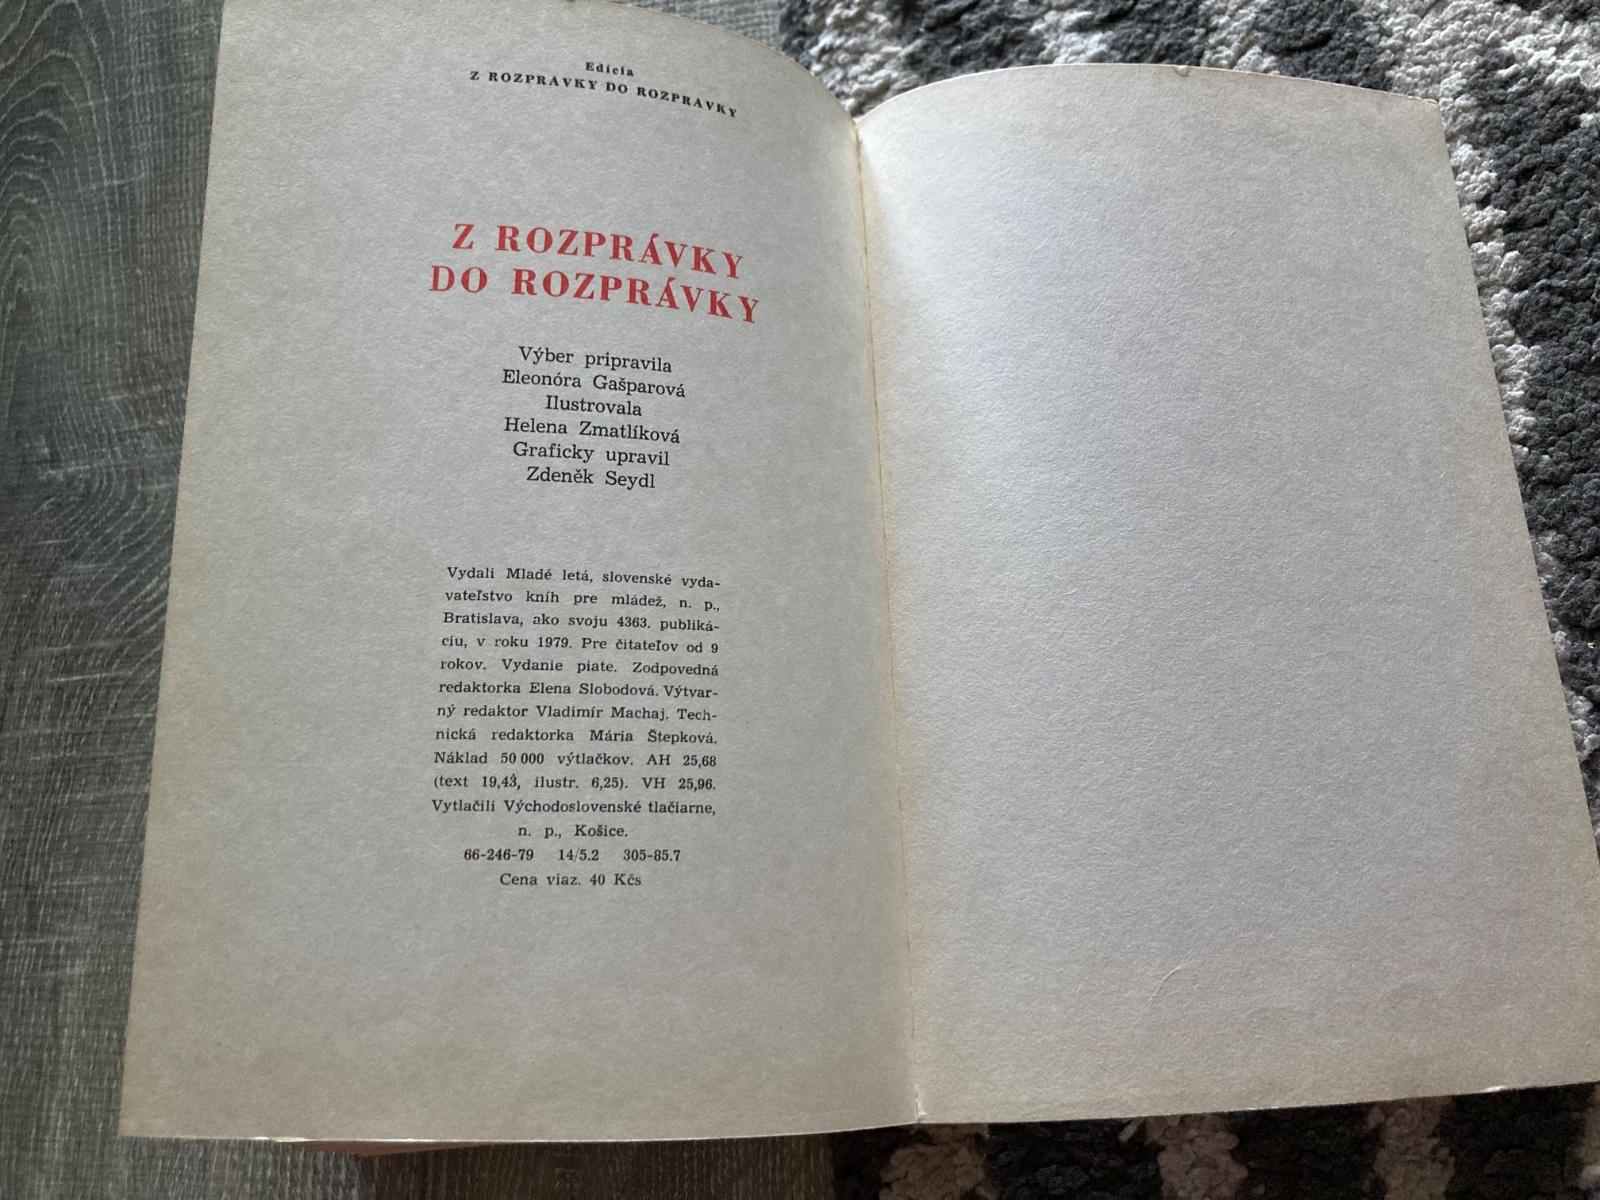 Edícia
Z ROZPRÁVKY DO ROZPRÁVKY
Z ROZPRÁVKY
DO ROZPRÁVKY
Výber pripravila
Eleonóra Gašparová
Ilustrovala
Helena Zmatlíková
Graficky upravil
Zdeněk Seydl
Vydali Mladé letá, slovenské vyda-
vateľstvo kníh pre mládež, n. p.,
Bratislava, ako svoju 4363. publiká-
ciu, v roku 1979. Pre čitateľov od 9
rokov. Vydanie piate. Zodpovedná
redaktorka Elena Slobodová. Výtvar-
ný redaktor Vladimír Machaj. Tech-
nická redaktorka Mária Štepková.
Náklad 50 000 výtlačkov. AH 25,68
(text 19,43, ilustr. 6,25). VH 25,96.
Vytlačili Východoslovenské tlačiarne,
n. p., Košice.
66-246-79 14/5.2 305-85.7
Cena viaz. 40 Kčs